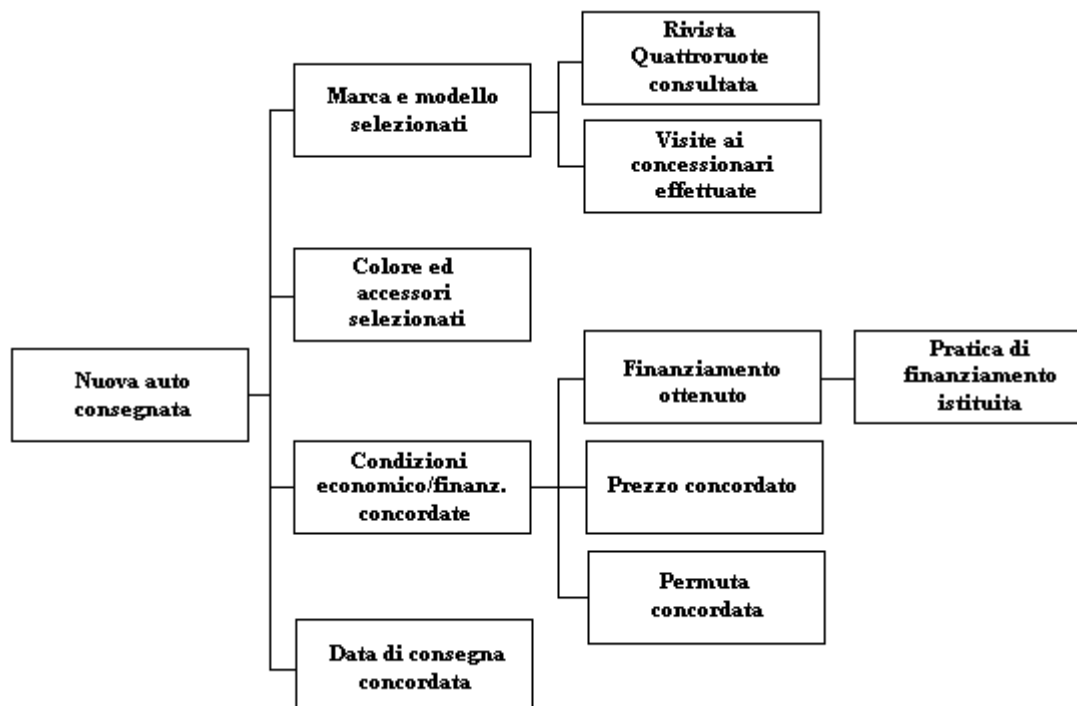 Rivista
Quattroruote
consultata
Marca e modello
selezionati
Visite ai
concessionari
effettuate
Colore ed
accessori
selezionati
Nuova auto
consegnata
Finanziamento
ottenuto
Pratica di
finanziamento
istituita
Condizioni
economico/finanz.
concordate
Prezzo concordato
Permuta
concordata
Data di consegna
concordata